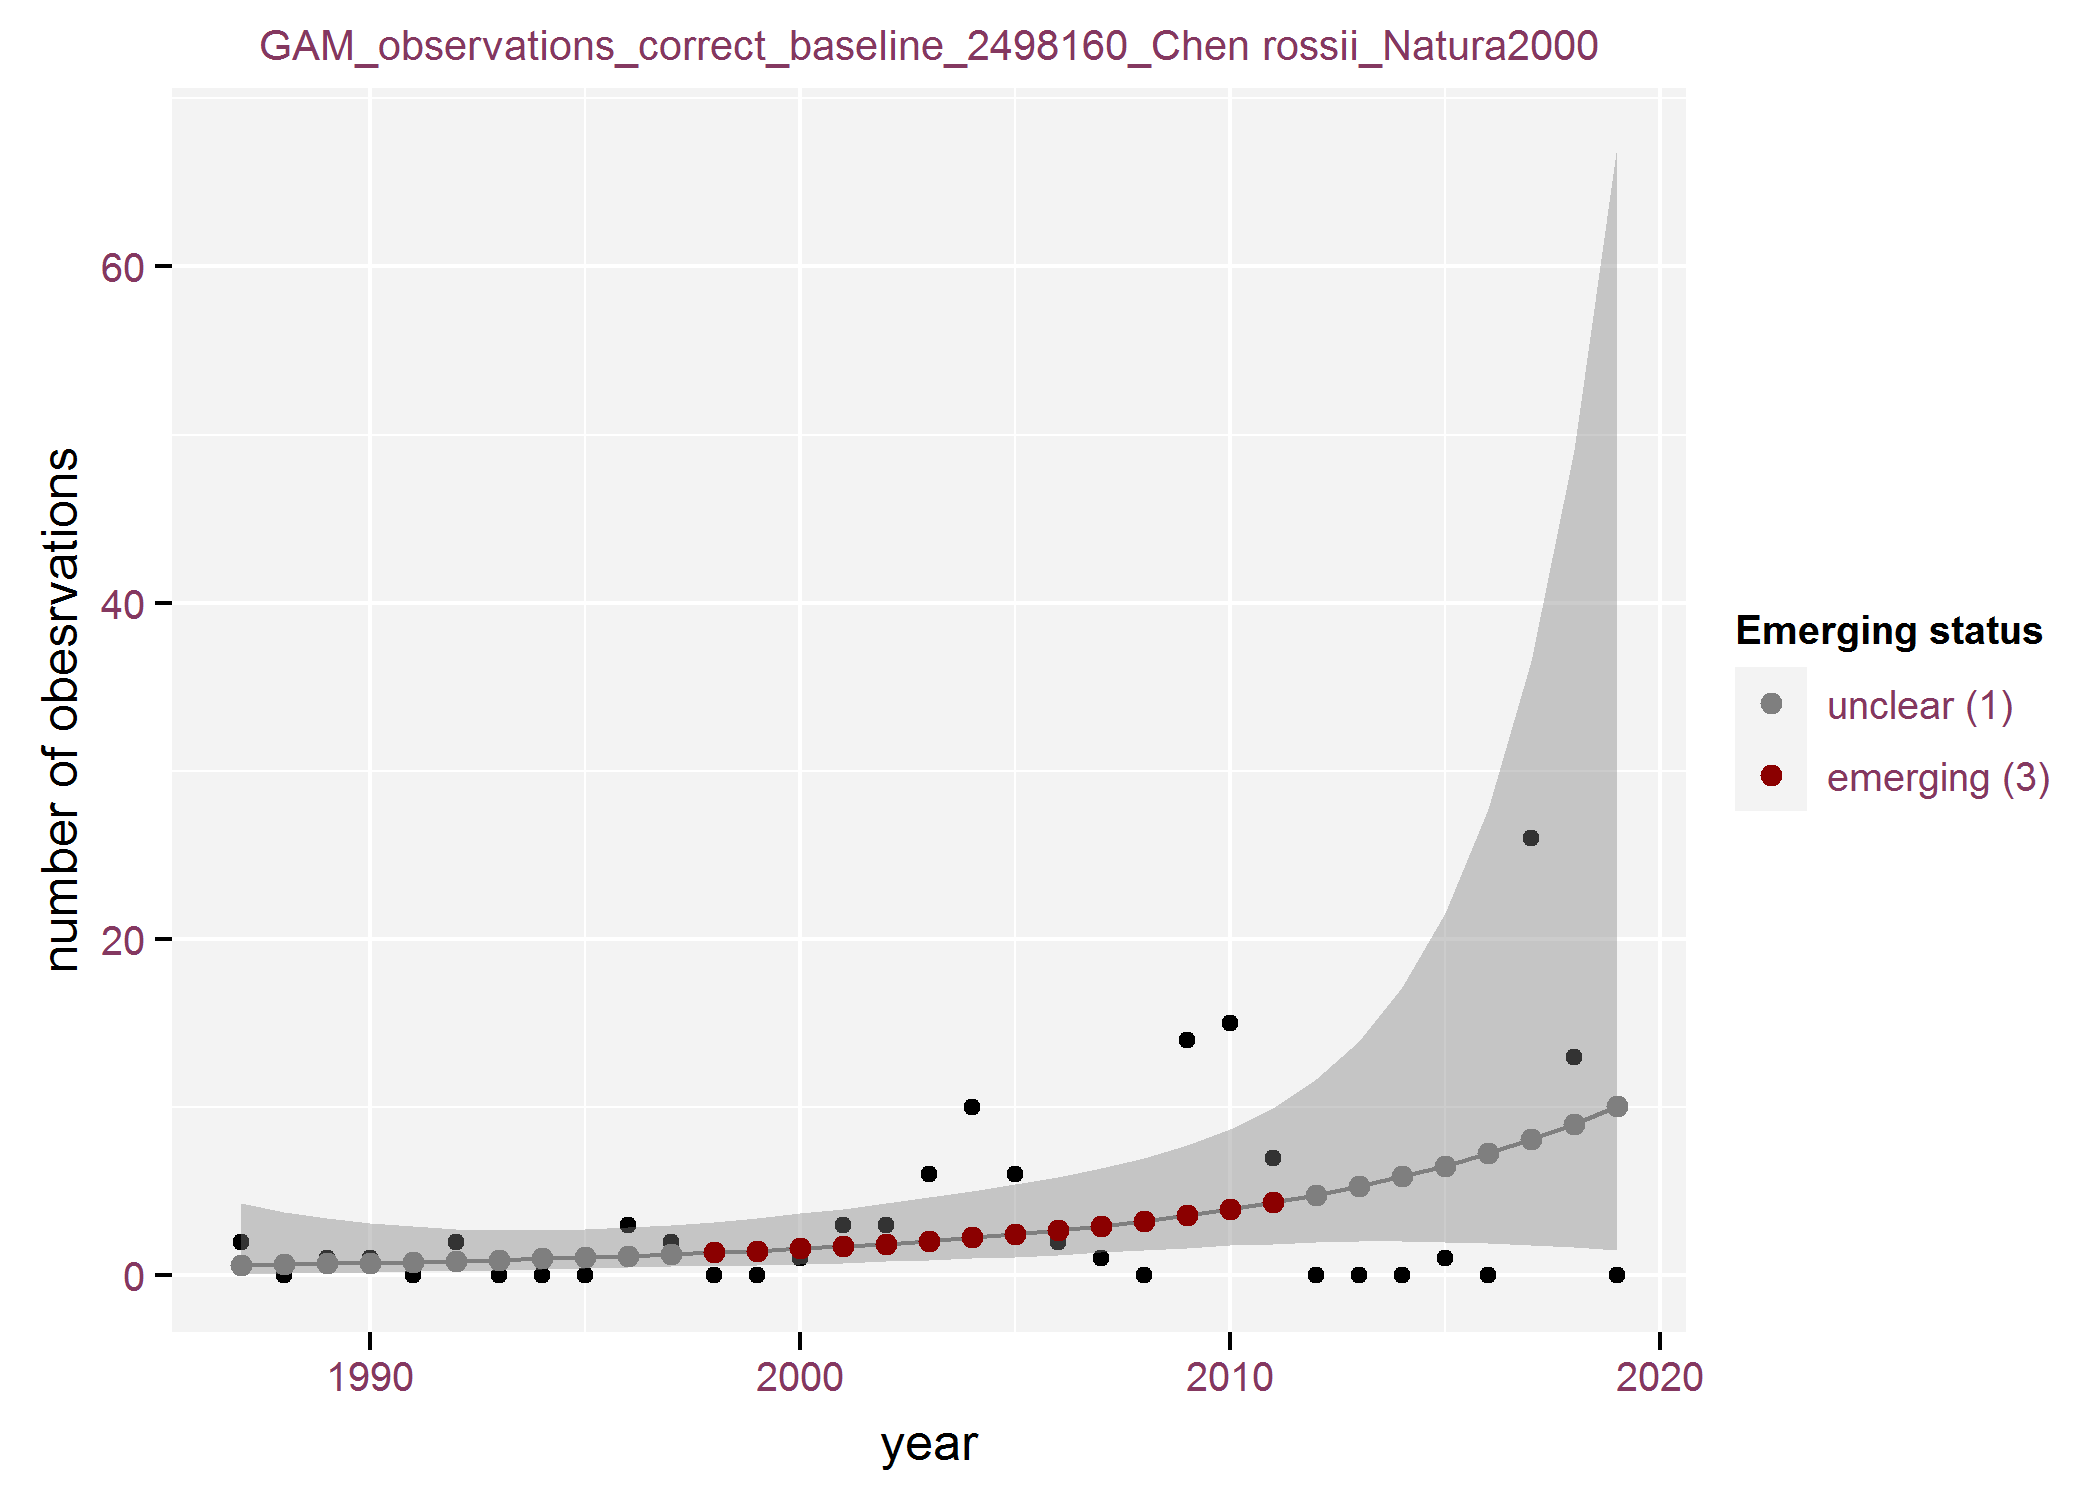 GAM_observations_correct_baseline_2498160_Chen rossii_Natura2000
number of obesrvations
60
40
20
0
1990
2000
2010
2020
year
Emerging status
unclear (1)
emerging (3)